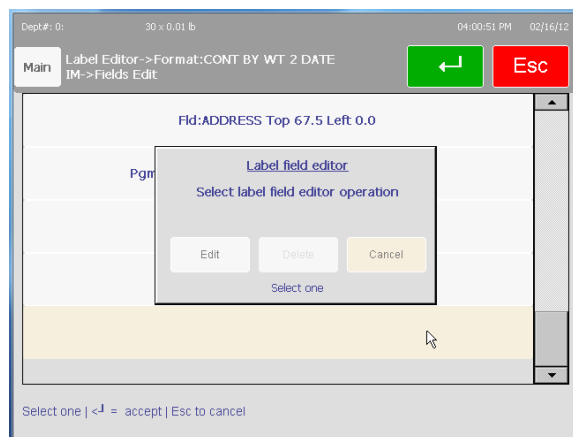 Dept#: 0: 30 x 0.01 lb 04:00:51 PM 02/16/12
Main
Label Editor->Format:CONT BY WT 2 DATE
IM->Fields Edit
Esc
Fld:ADDRESS Top 67.5 Left 0.0
Pgm
Label field editor
Select label field editor operation
Edit Delete Cancel
Select one
Select one | <┘ = accept | Esc to cancel